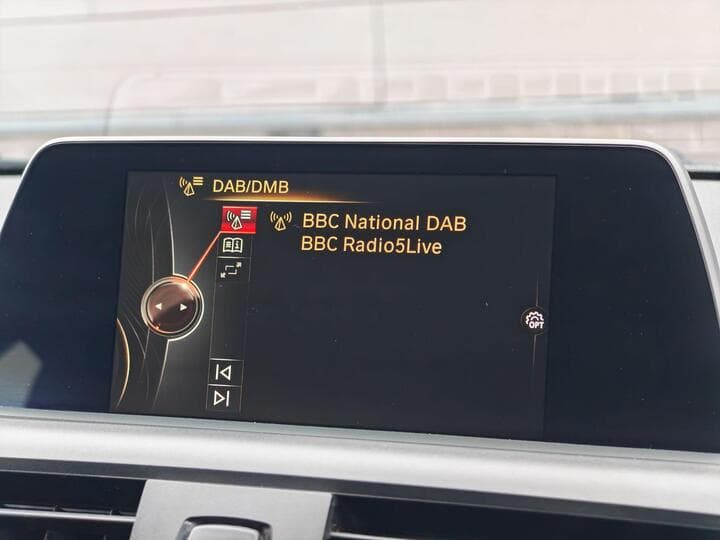 DAB/DMB
BBC National DAB
BBC Radio5Live
OPT